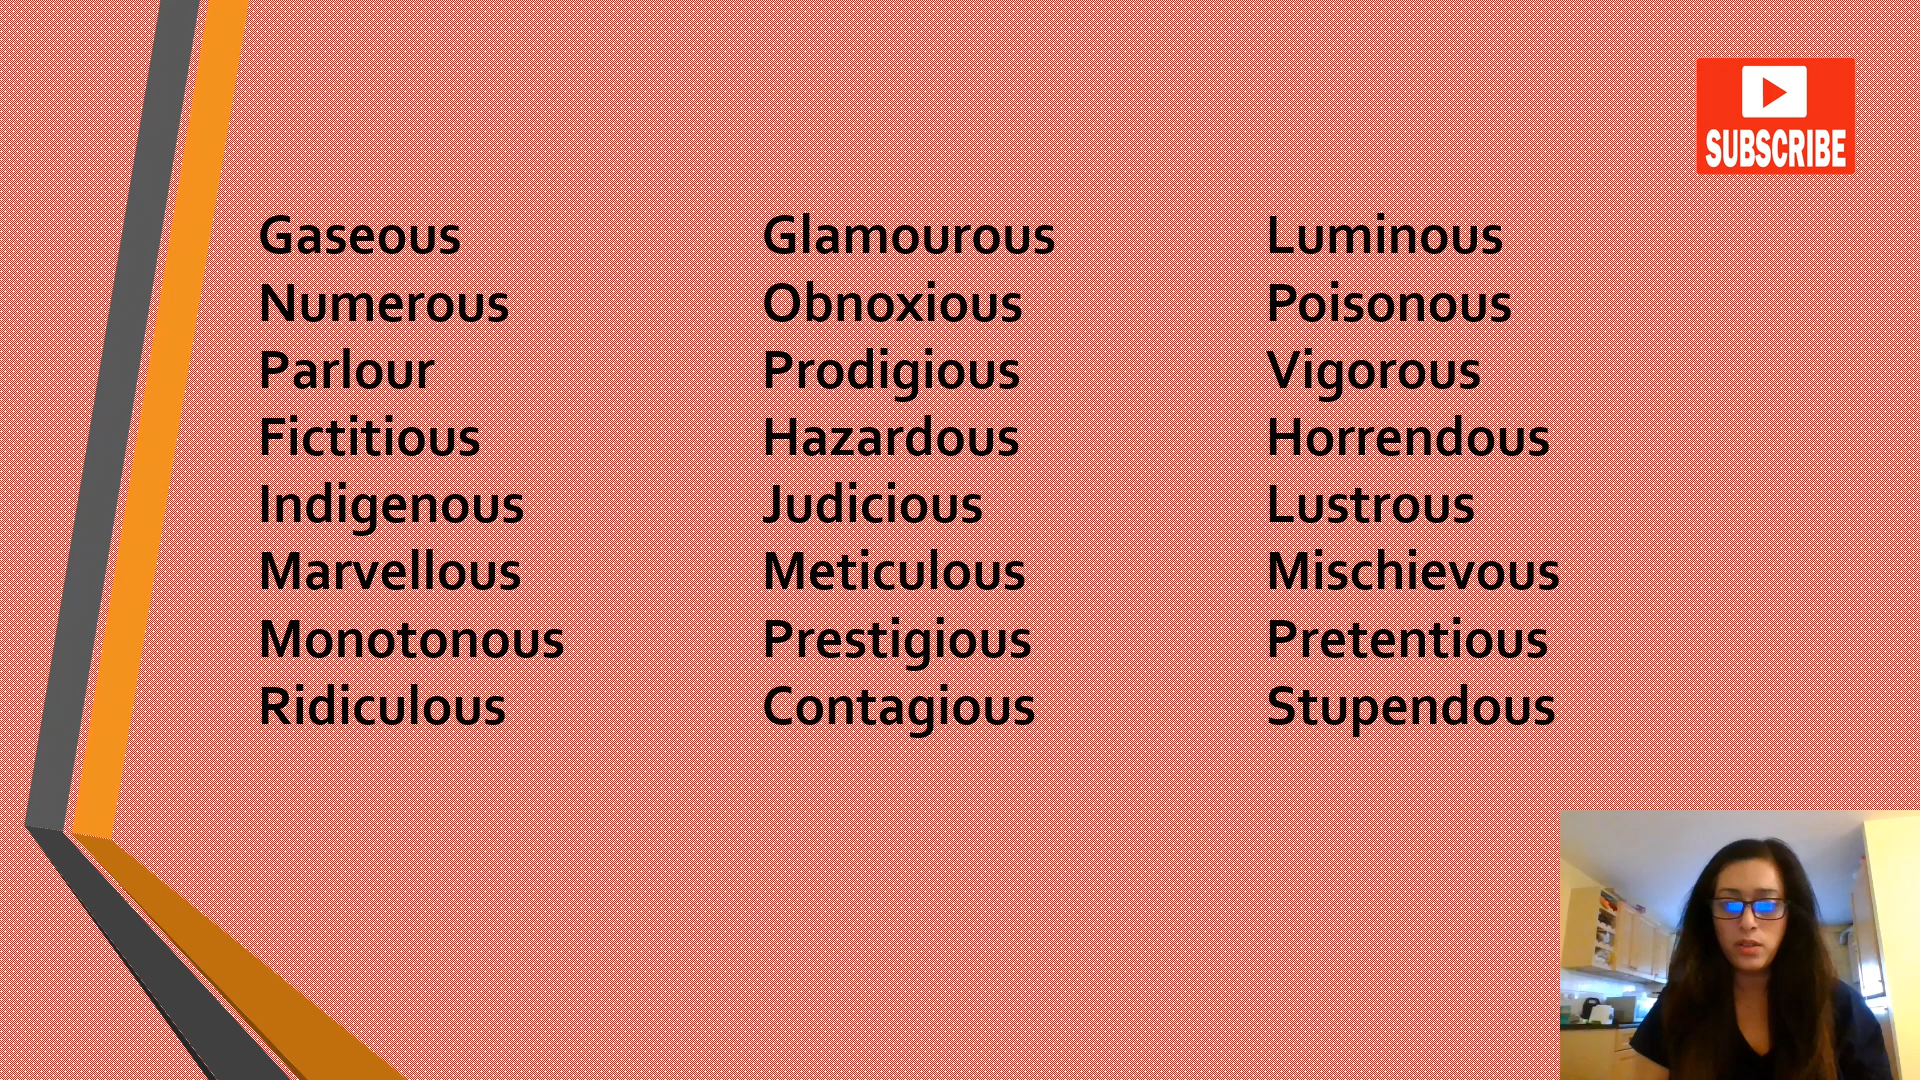 SUBSCRIBE
Gaseous Glamourous Luminous
Numerous Obnoxious Poisonous
Parlour Prodigious Vigorous
Fictitious Hazardous Horrendous
Indigenous Judicious Lustrous
Marvellous Meticulous Mischievous
Monotonous Prestigious Pretentious
Ridiculous Contagious Stupendous